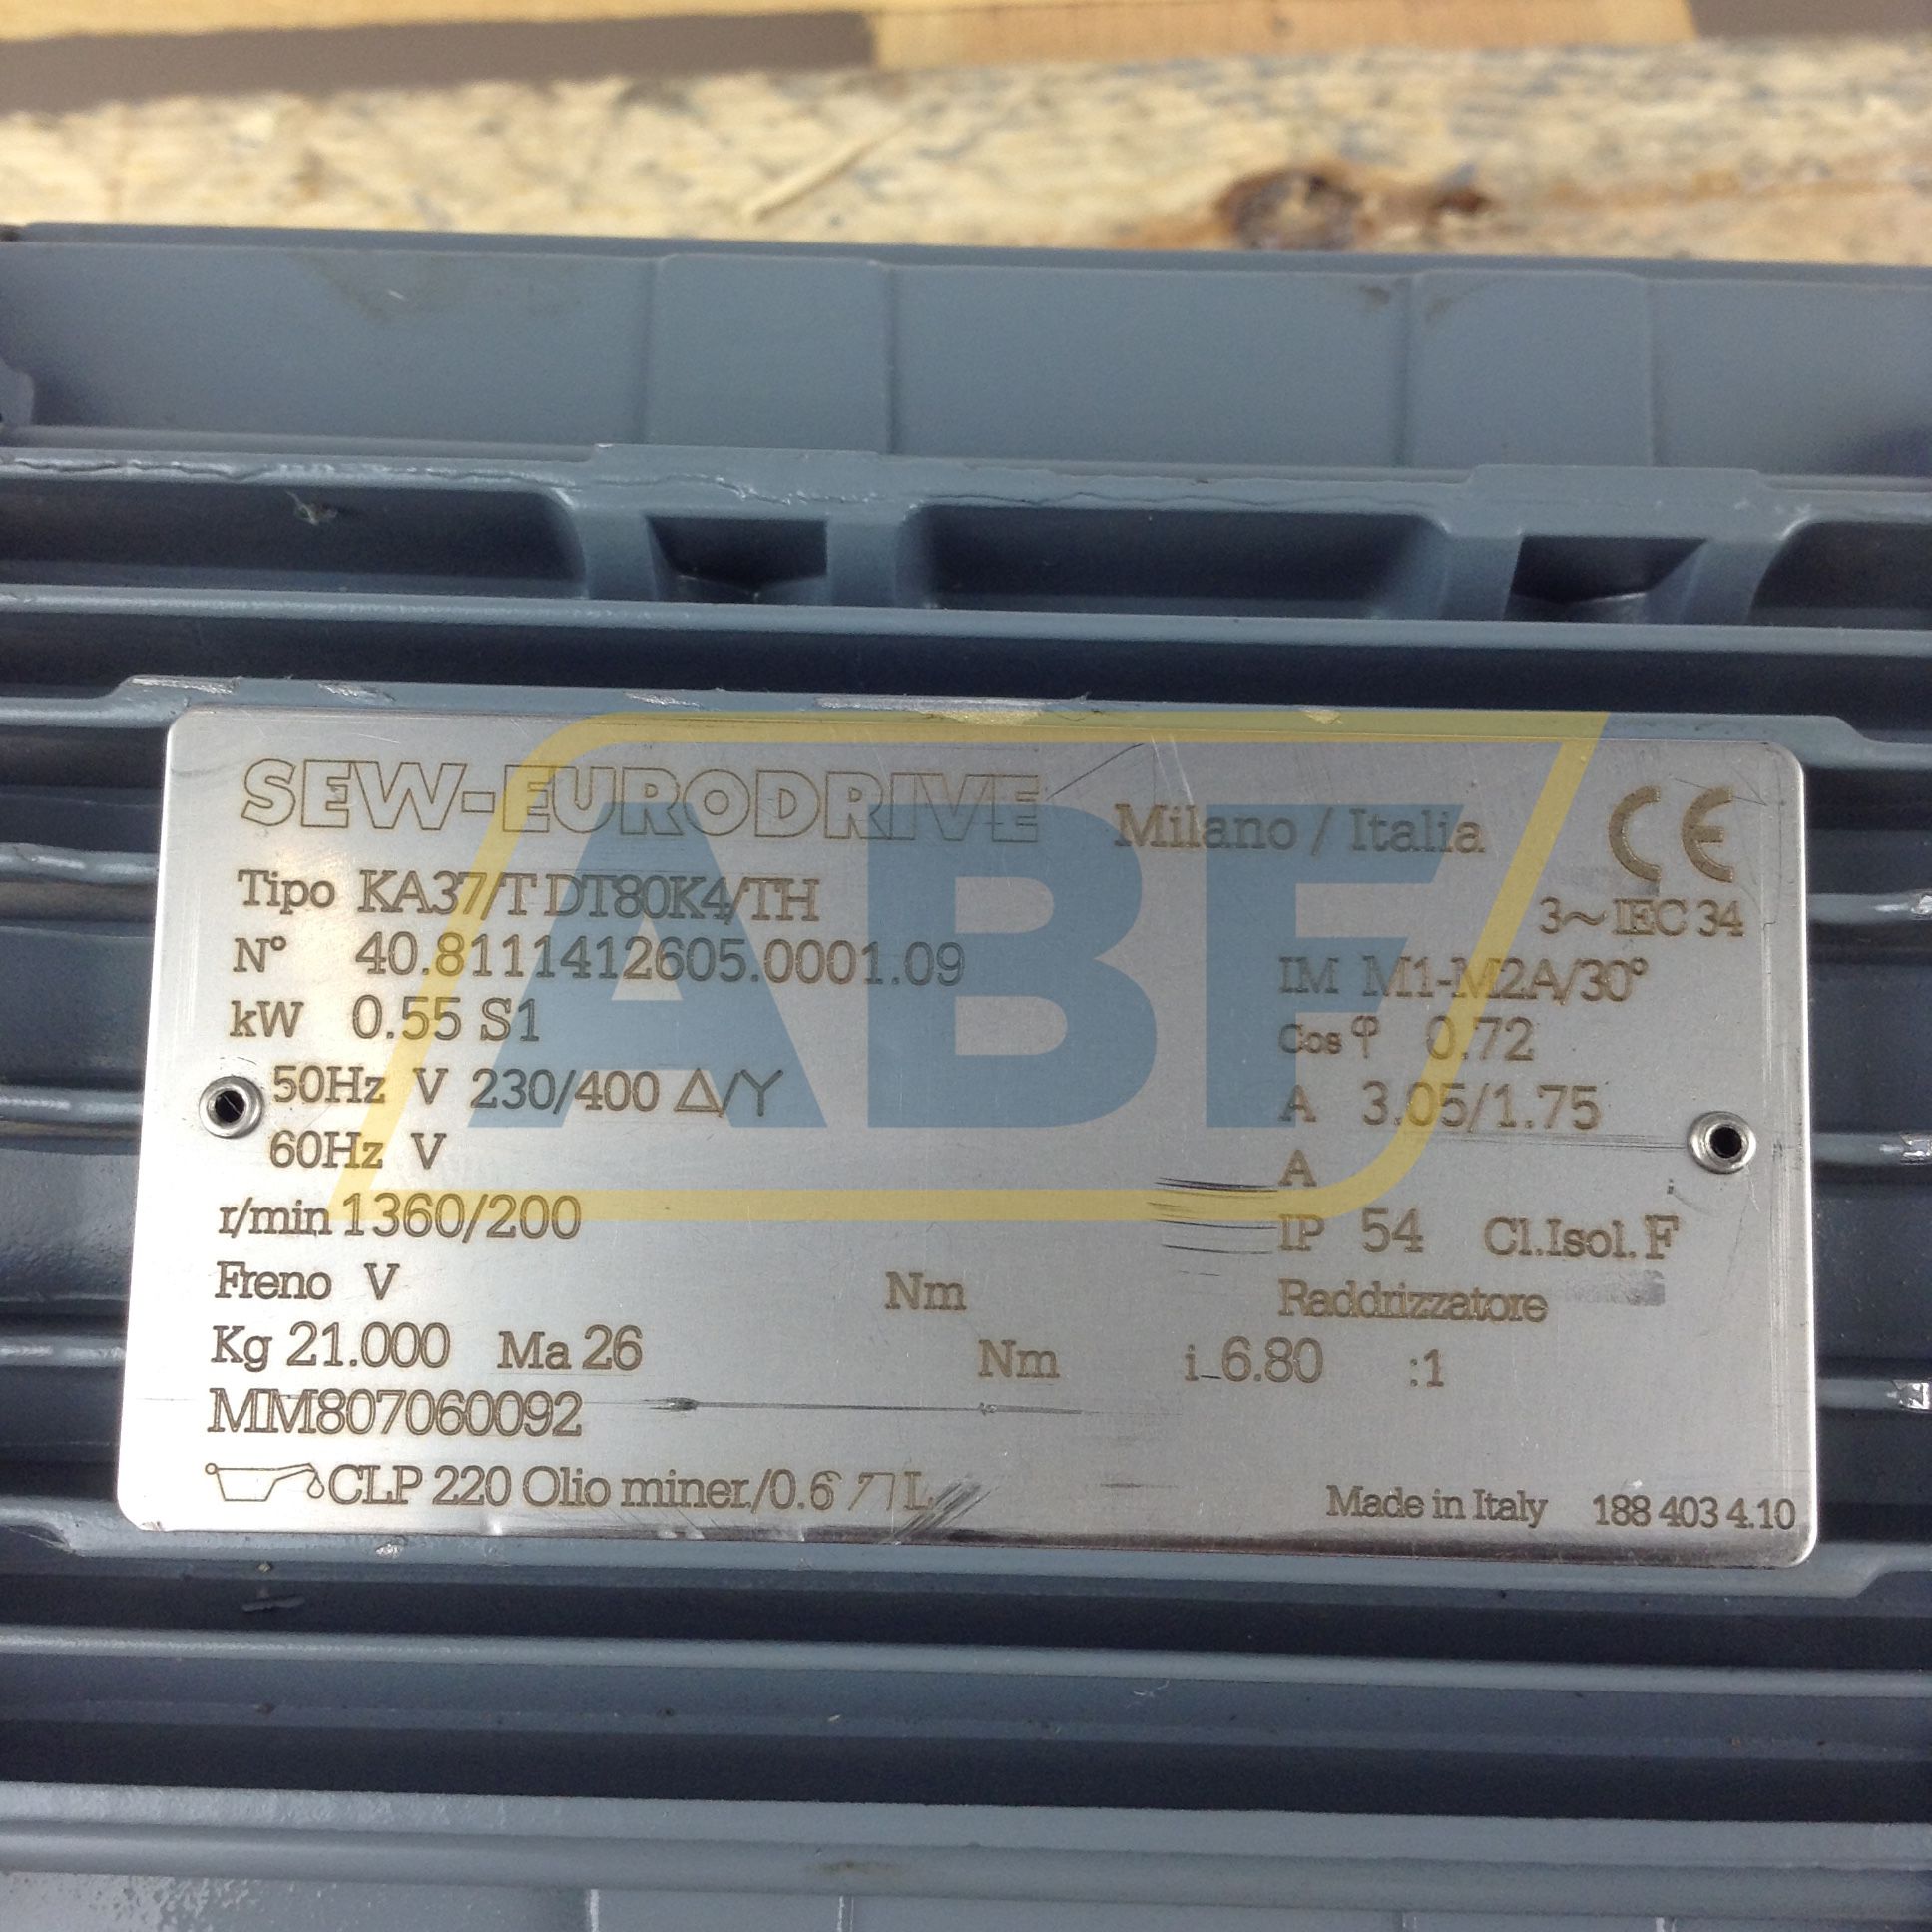 SEW-EURODRIVE Milano / Italia CE
Tipo KA37/T DT80K4/TH 3~ IEC 34
N° 40.8111412605.0001.09 IM M1-M2A/30°
kW 0.55 S1 Cos φ 0.72
50Hz V 230/400 Δ/Y A 3.05/1.75
60Hz V A
r/min 1360/200 IP 54 Cl.Isol. F
Freno V Nm Raddrizzatore
Kg 21.000 Ma 26 Nm i 6.80 :1
MM807060092
CLP 220 Olio miner./0.6 L
Made in Italy 188 403 4.10
ABF